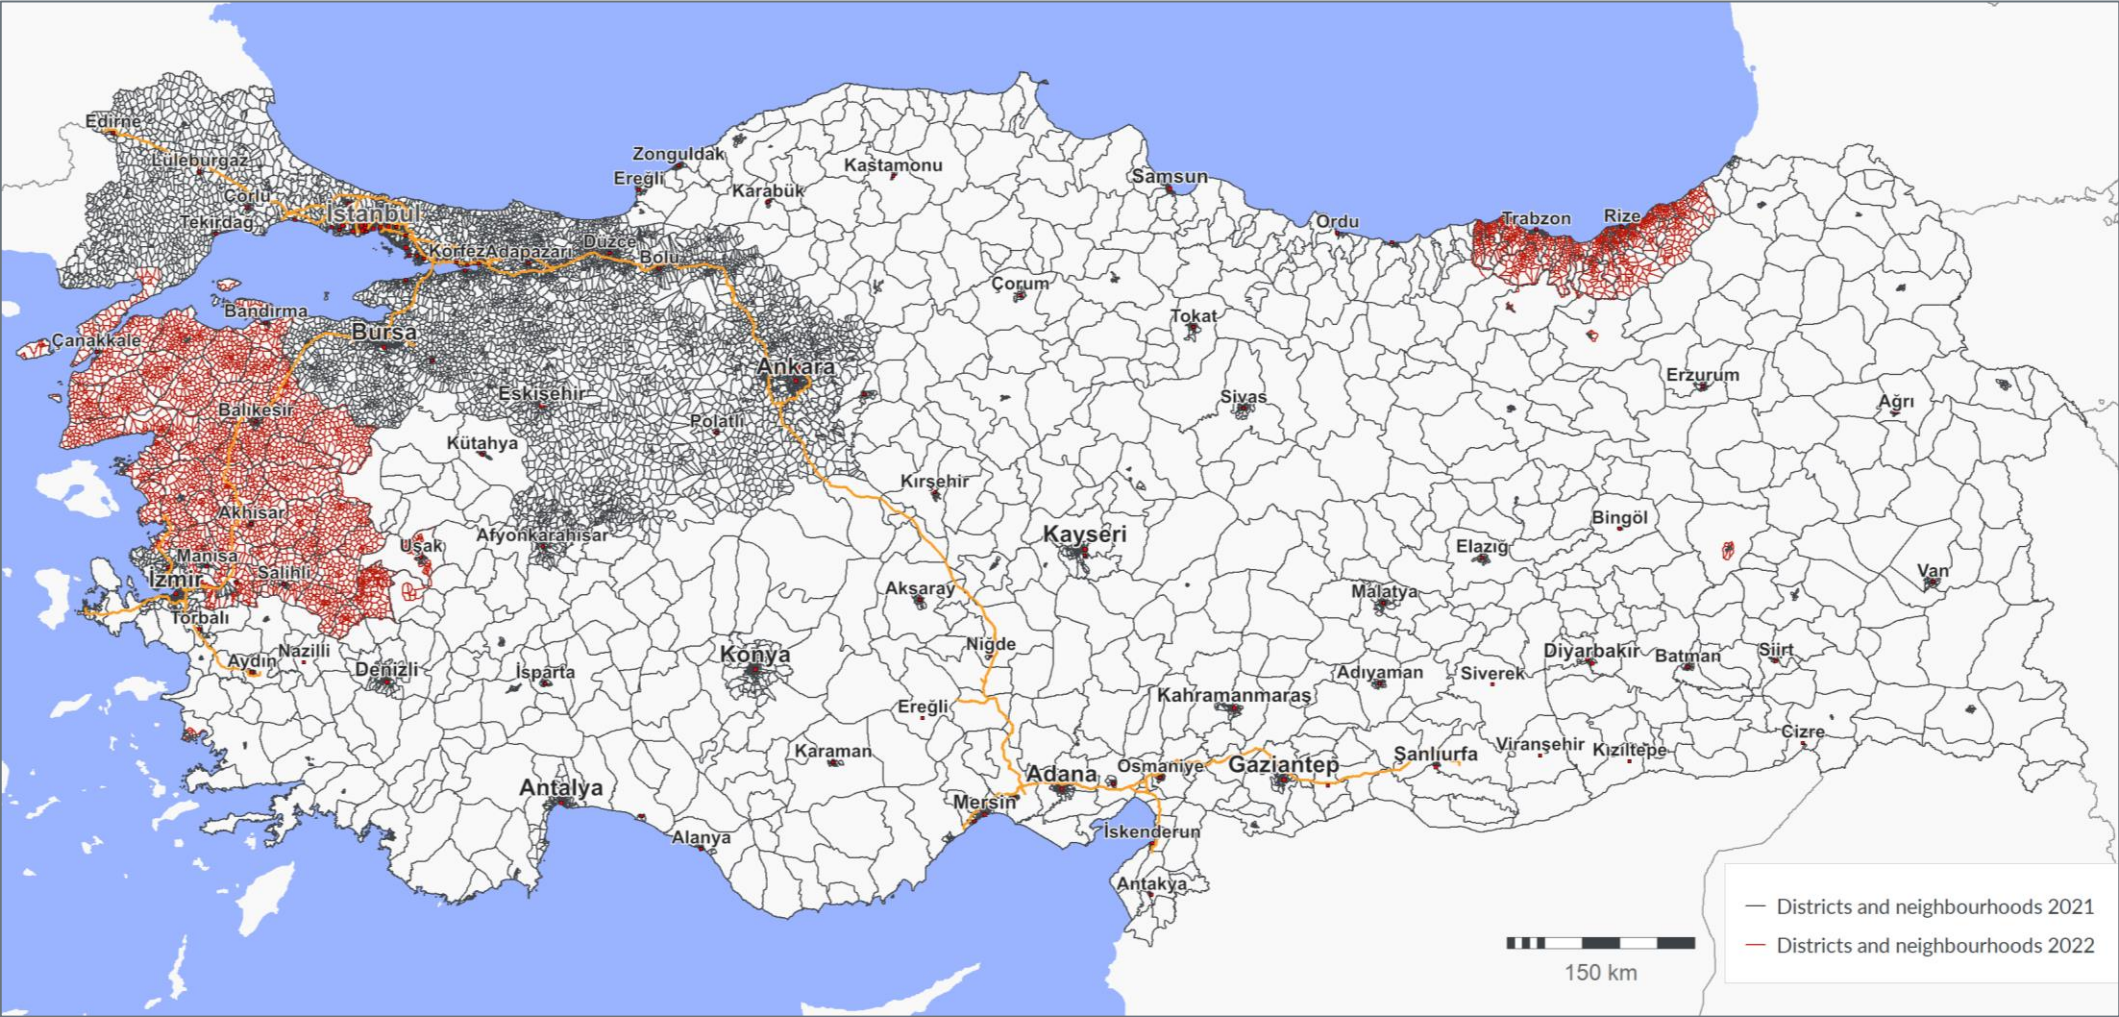 Edirne
Lüleburgaz
Çorlu
Tekirdag
İstanbul
Zonguldak
Ereğli
Karabük
Kastamonu
Samsun
Ordu
Trabzon
Rize
Körfez
Adapazarı
Düzce
Bolu
Bandırma
Çanakkale
Bursa
Çorum
Tokat
Ankara
Eskişehir
Polatlı
Balıkesir
Kütahya
Sivas
Erzurum
Ağrı
Kırşehir
Akhisar
Uşak
Afyonkarahisar
Kayseri
Bingöl
Elazığ
Manisa
İzmir
Salihli
Torbalı
Aksaray
Malatya
Van
Aydın
Nazilli
Denizli
İsparta
Konya
Niğde
Ereğli
Kahramanmaraş
Adıyaman
Siverek
Diyarbakır
Batman
Siirt
Karaman
Antalya
Alanya
Mersin
Adana
Osmaniye
Gaziantep
Şanlıurfa
Viranşehir
Kızıltepe
Cizre
İskenderun
Antakya
Districts and neighbourhoods 2021
Districts and neighbourhoods 2022
150 km